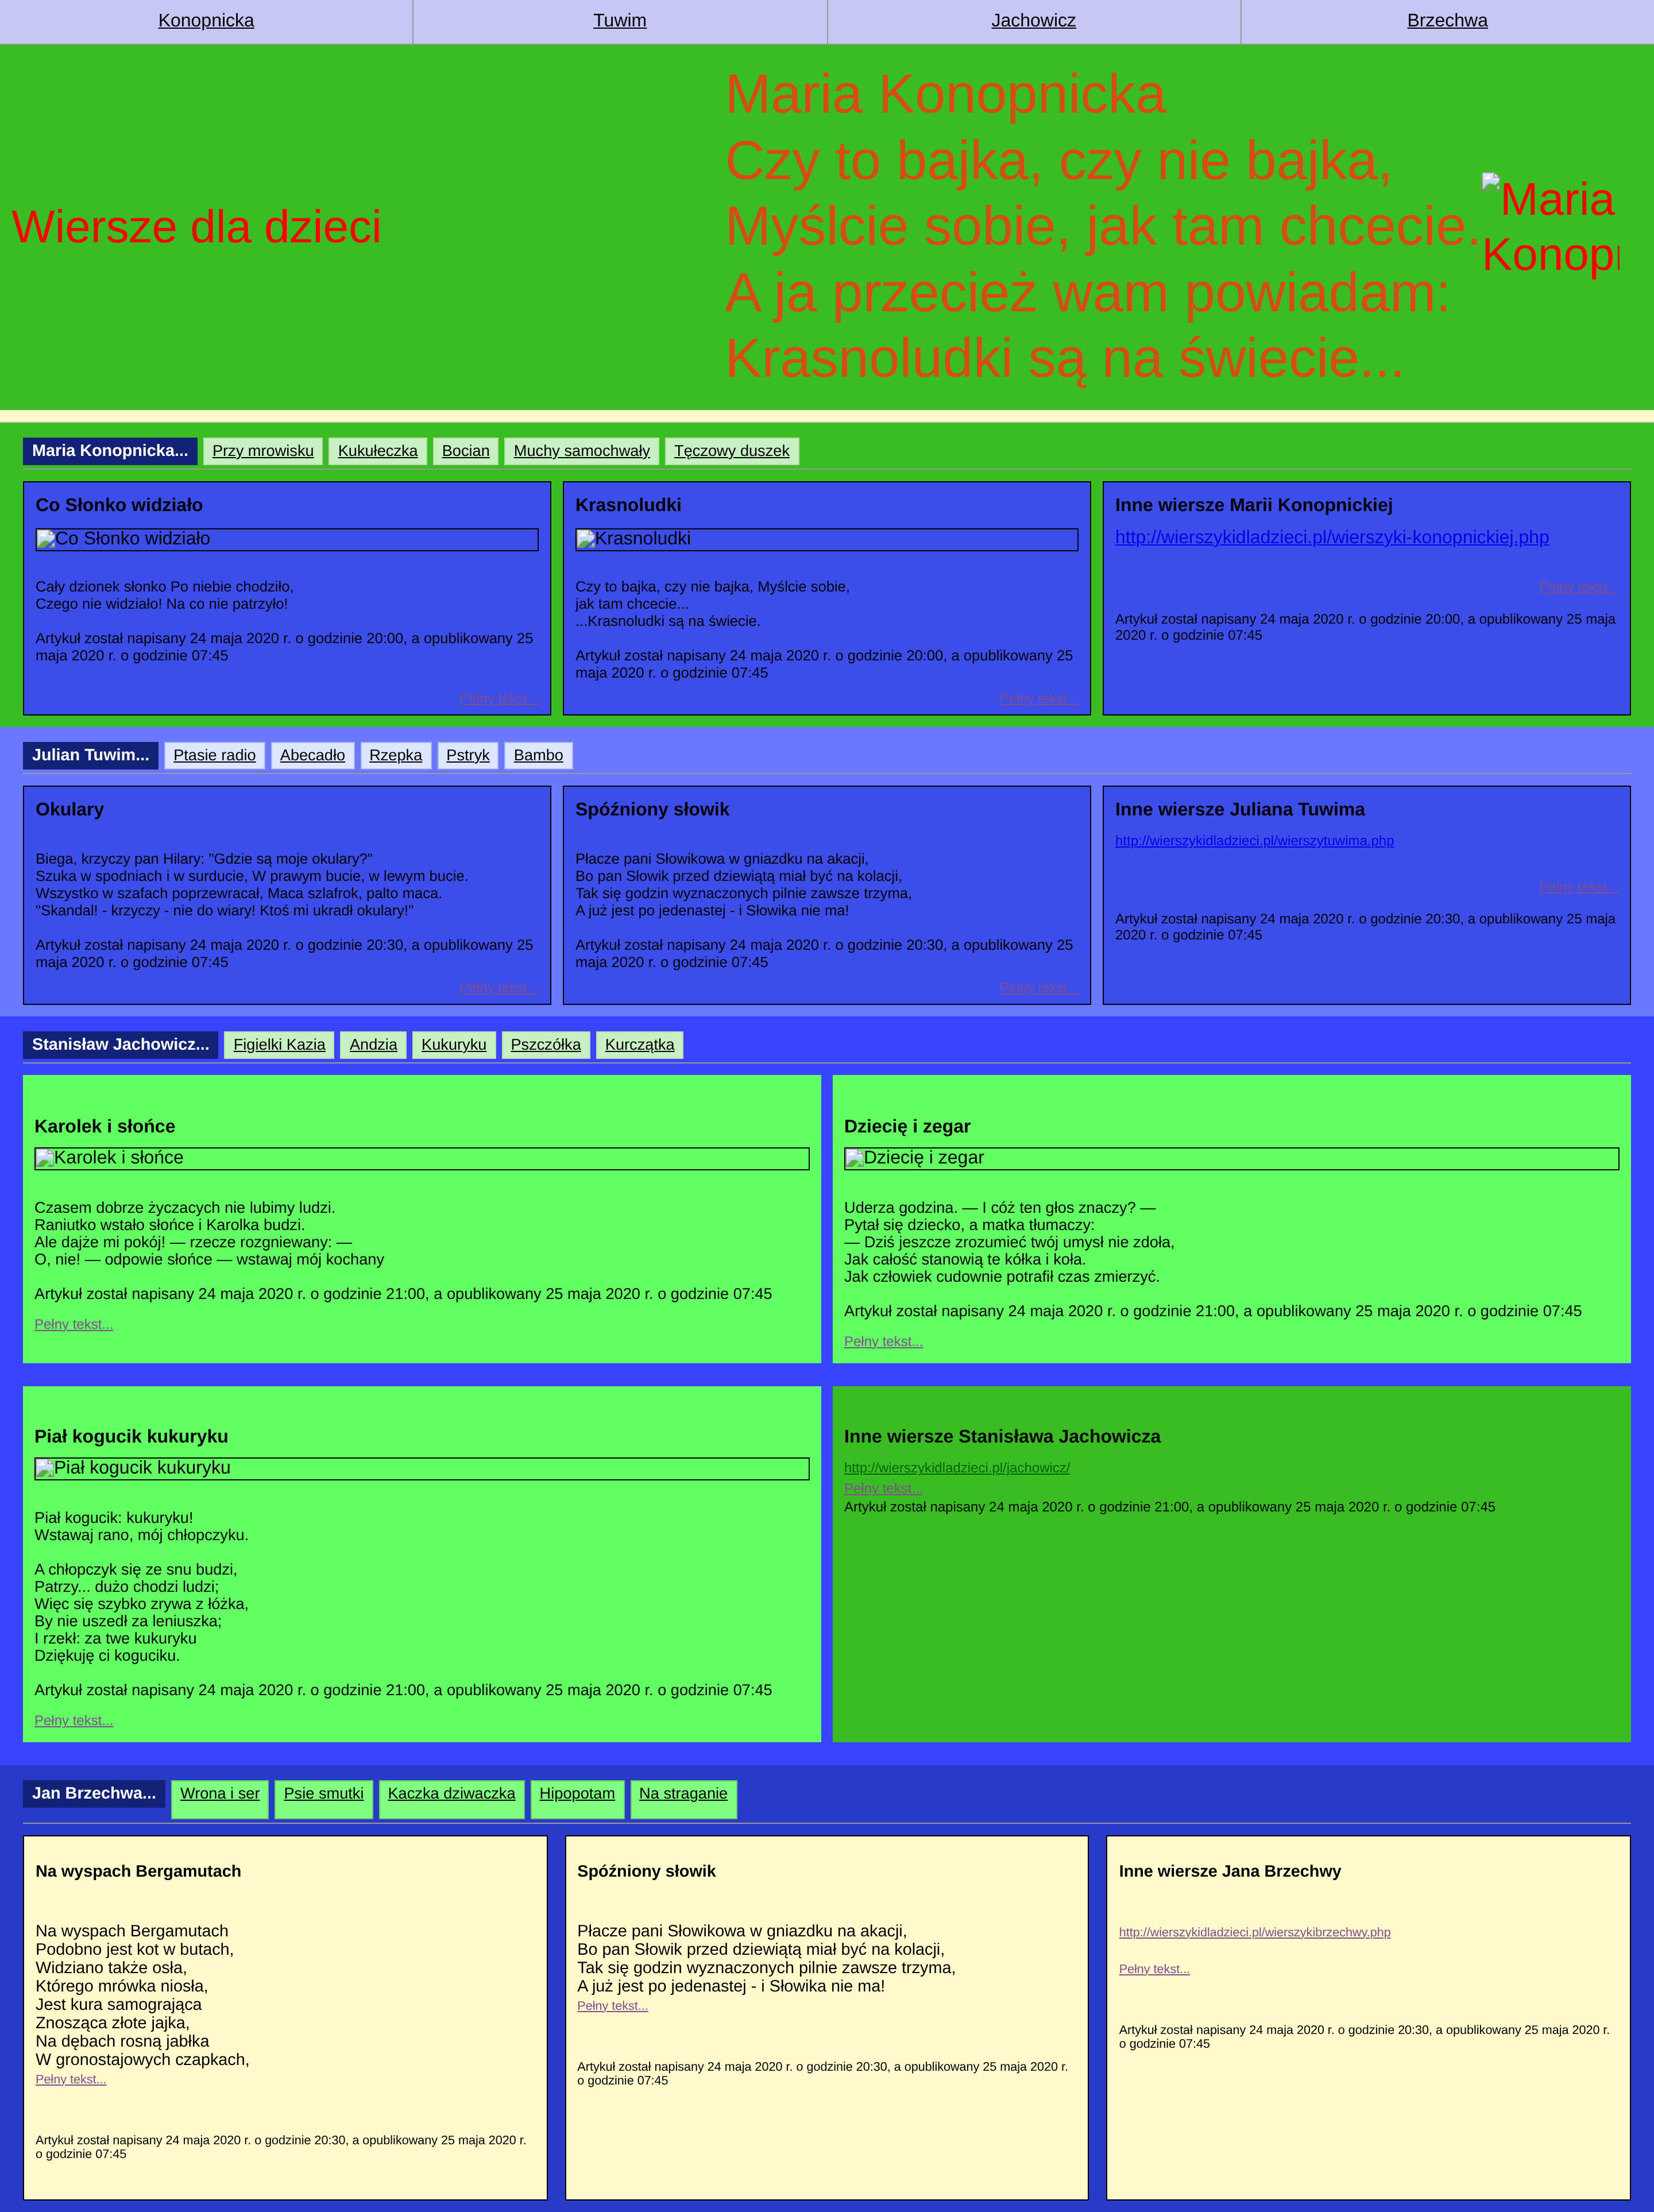 Konopnicka
Tuwim
Jachowicz
Brzechwa
Wiersze dla dzieci
Maria Konopnicka
Czy to bajka, czy nie bajka,
Myślcie sobie, jak tam chcecie.
A ja przecież wam powiadam:
Krasnoludki są na świecie...
Maria
Maria Konopnicka... Przy mrowisku Kukułeczka Bocian Muchy samochwały Tęczowy duszek
Co Słonko widziało
Co Słonko widziało
Cały dzionek słonko Po niebie chodziło,
Czego nie widziało! Na co nie patrzyło!
Artykuł został napisany 24 maja 2020 r. o godzinie 20:00, a opublikowany 25
maja 2020 r. o godzinie 07:45
Pełny tekst...
Krasnoludki
Krasnoludki
Czy to bajka, czy nie bajka, Myślcie sobie,
jak tam chcecie...
...Krasnoludki są na świecie.
Artykuł został napisany 24 maja 2020 r. o godzinie 20:00, a opublikowany 25
maja 2020 r. o godzinie 07:45
Pełny tekst...
Inne wiersze Marii Konopnickiej
http://wierszykidladzieci.pl/wierszyki-konopnickiej.php
Pełny tekst...
Artykuł został napisany 24 maja 2020 r. o godzinie 20:00, a opublikowany 25 maja
2020 r. o godzinie 07:45
Julian Tuwim... Ptasie radio Abecadło Rzepka Pstryk Bambo
Okulary
Biega, krzyczy pan Hilary: "Gdzie są moje okulary?"
Szuka w spodniach i w surducie, W prawym bucie, w lewym bucie.
Wszystko w szafach poprzewracał, Maca szlafrok, palto maca.
"Skandal! - krzyczy - nie do wiary! Ktoś mi ukradł okulary!"
Artykuł został napisany 24 maja 2020 r. o godzinie 20:30, a opublikowany 25
maja 2020 r. o godzinie 07:45
Pełny tekst...
Spóźniony słowik
Płacze pani Słowikowa w gniazdku na akacji,
Bo pan Słowik przed dziewiątą miał być na kolacji,
Tak się godzin wyznaczonych pilnie zawsze trzyma,
A już jest po jedenastej - i Słowika nie ma!
Artykuł został napisany 24 maja 2020 r. o godzinie 20:30, a opublikowany 25
maja 2020 r. o godzinie 07:45
Pełny tekst...
Inne wiersze Juliana Tuwima
http://wierszykidladzieci.pl/wierszytuwima.php
Pełny tekst...
Artykuł został napisany 24 maja 2020 r. o godzinie 20:30, a opublikowany 25 maja
2020 r. o godzinie 07:45
Stanisław Jachowicz... Figielki Kazia Andzia Kukuryku Pszczółka Kurczątka
Karolek i słońce
Karolek i słońce
Czasem dobrze życzacych nie lubimy ludzi.
Raniutko wstało słońce i Karolka budzi.
Ale dajże mi pokój! — rzecze rozgniewany: —
O, nie! — odpowie słońce — wstawaj mój kochany
Artykuł został napisany 24 maja 2020 r. o godzinie 21:00, a opublikowany 25 maja 2020 r. o godzinie 07:45
Pełny tekst...
Dziecię i zegar
Dziecię i zegar
Uderza godzina. — I cóż ten głos znaczy? —
Pytał się dziecko, a matka tłumaczy:
— Dziś jeszcze zrozumieć twój umysł nie zdoła,
Jak całość stanowią te kółka i koła.
Jak człowiek cudownie potrafił czas zmierzyć.
Artykuł został napisany 24 maja 2020 r. o godzinie 21:00, a opublikowany 25 maja 2020 r. o godzinie 07:45
Pełny tekst...
Piał kogucik kukuryku
Piał kogucik kukuryku
Piał kogucik: kukuryku!
Wstawaj rano, mój chłopczyku.
A chłopczyk się ze snu budzi,
Patrzy... dużo chodzi ludzi;
Więc się szybko zrywa z łóżka,
By nie uszedł za leniuszka;
I rzekł: za twe kukuryku
Dziękuję ci koguciku.
Artykuł został napisany 24 maja 2020 r. o godzinie 21:00, a opublikowany 25 maja 2020 r. o godzinie 07:45
Pełny tekst...
Inne wiersze Stanisława Jachowicza
http://wierszykidladzieci.pl/jachowicz/
Pełny tekst...
Artykuł został napisany 24 maja 2020 r. o godzinie 21:00, a opublikowany 25 maja 2020 r. o godzinie 07:45
Jan Brzechwa... Wrona i ser Psie smutki Kaczka dziwaczka Hipopotam Na straganie
Na wyspach Bergamutach
Na wyspach Bergamutach
Podobno jest kot w butach,
Widziano także osła,
Którego mrówka niosła,
Jest kura samogrająca
Znosząca złote jajka,
Na dębach rosną jabłka
W gronostajowych czapkach,
Pełny tekst...
Artykuł został napisany 24 maja 2020 r. o godzinie 20:30, a opublikowany 25 maja 2020 r.
o godzinie 07:45
Spóźniony słowik
Płacze pani Słowikowa w gniazdku na akacji,
Bo pan Słowik przed dziewiątą miał być na kolacji,
Tak się godzin wyznaczonych pilnie zawsze trzyma,
A już jest po jedenastej - i Słowika nie ma!
Pełny tekst...
Artykuł został napisany 24 maja 2020 r. o godzinie 20:30, a opublikowany 25 maja 2020 r.
o godzinie 07:45
Inne wiersze Jana Brzechwy
http://wierszykidladzieci.pl/wierszykibrzechwy.php
Pełny tekst...
Artykuł został napisany 24 maja 2020 r. o godzinie 20:30, a opublikowany 25 maja 2020 r.
o godzinie 07:45